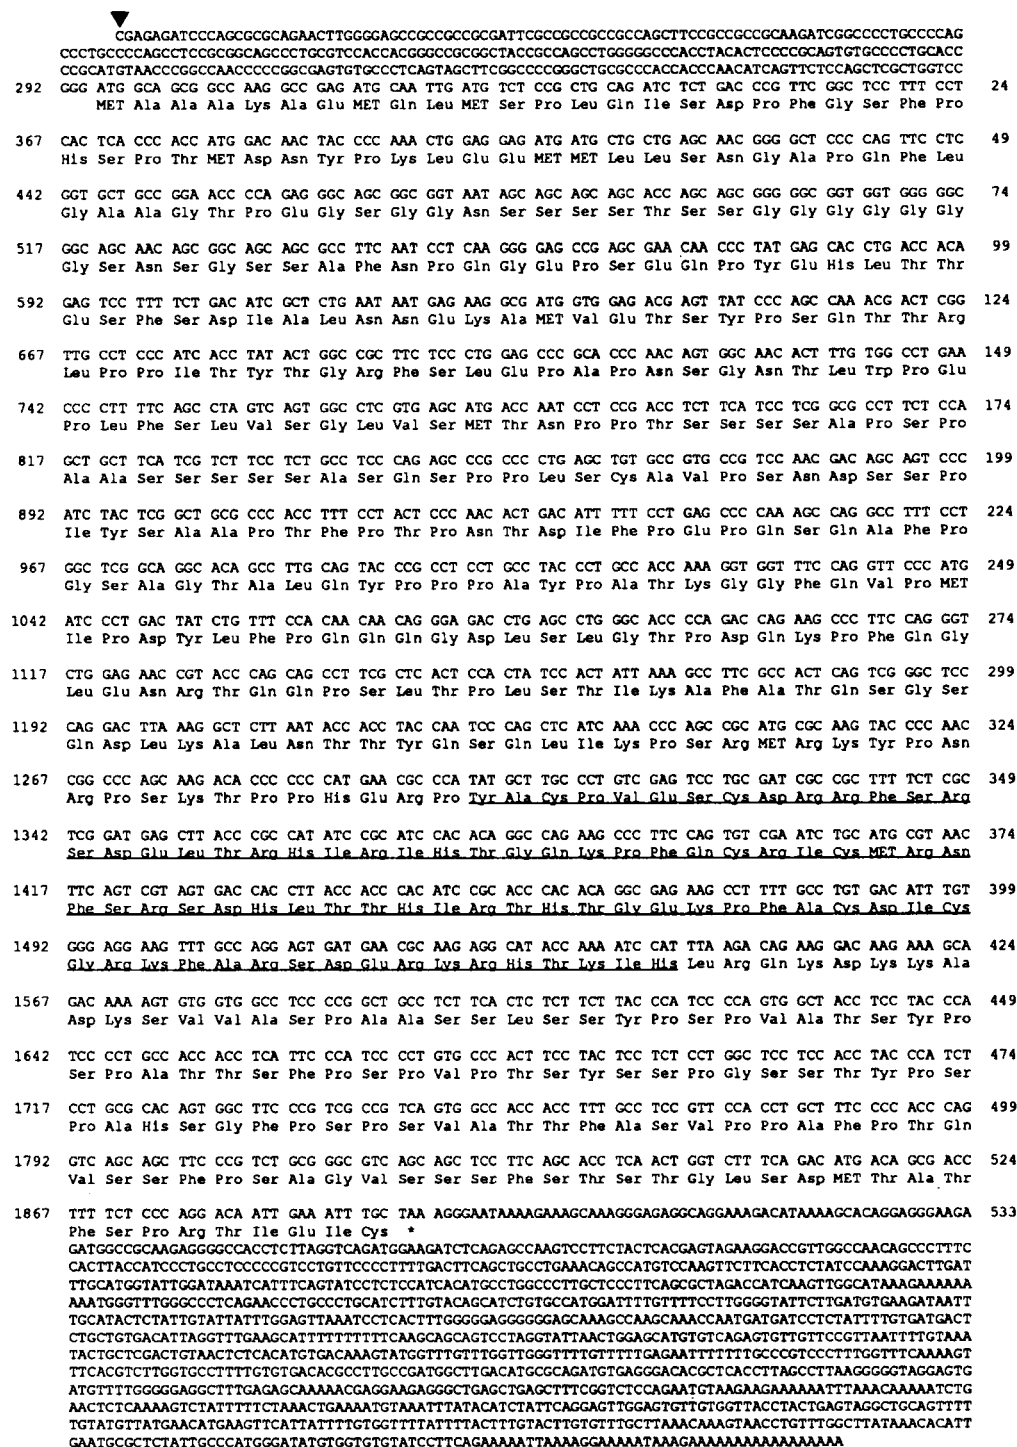 CGAGAGATCCCAGCGCGCAGAACTTGGGGAGCCGCCGCCGCGATTCGCCGCCGCCGCCAGCTTCCGCCGCCGCAAGATCGGCCCCTGCCCCAG
CCCTGCCCCAGCCTCCGCGGCAGCCCTGCGTCCACCACGGGCCGCGGCTACCGCCAGCCTGGGGGCCCACCTACACTCCCCGCAGTGTGCCCCTGCACC
CCGCATGTAACCCGGCCAACCCCCGGCGAGTGTGCCCTCAGTAGCTTCGGCCCCGGGCTGCGCCCACCACCCAACATCAGTTCTCCAGCTCGCTGGTCC
292 GGG ATG GCA GCG GCC AAG GCC GAG ATG CAA TTG ATG TCT CCG CTG CAG ATC TCT GAC CCG TTC GGC TCC TTT CCT 24
MET Ala Ala Ala Lys Ala Glu MET Gln Leu MET Ser Pro Leu Gln Ile Ser Asp Pro Phe Gly Ser Phe Pro
367 CAC TCA CCC ACC ATG GAC AAC TAC CCC AAA CTG GAG GAG ATG ATG CTG CTG AGC AAC GGG GCT CCC CAG TTC CTC 49
His Ser Pro Thr MET Asp Asn Tyr Pro Lys Leu Glu Glu MET MET Leu Leu Ser Asn Gly Ala Pro Gln Phe Leu
442 GGT GCT GCC GGA ACC CCA GAG GGC AGC GGC GGT AAT AGC AGC AGC AGC ACC AGC AGC GGG GGC GGT GGT GGG GGC 74
Gly Ala Ala Gly Thr Pro Glu Gly Ser Gly Gly Asn Ser Ser Ser Ser Thr Ser Ser Gly Gly Gly Gly Gly Gly
517 GGC AGC AAC AGC GGC AGC AGC GCC TTC AAT CCT CAA GGG GAG CCG AGC GAA CAA CCC TAT GAG CAC CTG ACC ACA 99
Gly Ser Asn Ser Gly Ser Ser Ala Phe Asn Pro Gln Gly Glu Pro Ser Glu Gln Pro Tyr Glu His Leu Thr Thr
592 GAG TCC TTT TCT GAC ATC GCT CTG AAT AAT GAG AAG GCG ATG GTG GAG ACG AGT TAT CCC AGC CAA ACG ACT CGG 124
Glu Ser Phe Ser Asp Ile Ala Leu Asn Asn Glu Lys Ala MET Val Glu Thr Ser Tyr Pro Ser Gln Thr Thr Arg
667 TTG CCT CCC ATC ACC TAT ACT GGC CGC TTC TCC CTG GAG CCC GCA CCC AAC AGT GGC AAC ACT TTG TGG CCT GAA 149
Leu Pro Pro Ile Thr Tyr Thr Gly Arg Phe Ser Leu Glu Pro Ala Pro Asn Ser Gly Asn Thr Leu Trp Pro Glu
742 CCC CTT TTC AGC CTA GTC AGT GGC CTC GTG AGC ATG ACC AAT CCT CCG ACC TCT TCA TCC TCG GCG CCT TCT CCA 174
Pro Leu Phe Ser Leu Val Ser Gly Leu Val Ser MET Thr Asn Pro Pro Thr Ser Ser Ser Ser Ala Pro Ser Pro
817 GCT GCT TCA TCG TCT TCC TCT GCC TCC CAG AGC CCG CCC CTG AGC TGT GCC GTG CCG TCC AAC GAC AGC AGT CCC 199
Ala Ala Ser Ser Ser Ser Ser Ala Ser Gln Ser Pro Pro Leu Ser Cys Ala Val Pro Ser Asn Asp Ser Ser Pro
892 ATC TAC TCG GCT GCG CCC ACC TTT CCT ACT CCC AAC ACT GAC ATT TTT CCT GAG CCC CAA AGC CAG GCC TTT CCT 224
Ile Tyr Ser Ala Ala Pro Thr Phe Pro Thr Pro Asn Thr Asp Ile Phe Pro Glu Pro Gln Ser Gln Ala Phe Pro
967 GGC TCG GCA GGC ACA GCC TTG CAG TAC CCG CCT CCT GCC TAC CCT GCC ACC AAA GGT GGT TTC CAG GTT CCC ATG 249
Gly Ser Ala Gly Thr Ala Leu Gln Tyr Pro Pro Pro Ala Tyr Pro Ala Thr Lys Gly Gly Phe Gln Val Pro MET
1042 ATC CCT GAC TAT CTG TTT CCA CAA CAA CAG GGA GAC CTG AGC CTG GGC ACC CCA GAC CAG AAG CCC TTC CAG GGT 274
Ile Pro Asp Tyr Leu Phe Pro Gln Gln Gln Gly Asp Leu Ser Leu Gly Thr Pro Asp Gln Lys Pro Phe Gln Gly
1117 CTG GAG AAC CGT ACC CAG CAG CCT TCG CTC ACT CCA CTA TCC ACT ATT AAA GCC TTC GCC ACT CAG TCG GGC TCC 299
Leu Glu Asn Arg Thr Gln Gln Pro Ser Leu Thr Pro Leu Ser Thr Ile Lys Ala Phe Ala Thr Gln Ser Gly Ser
1192 CAG GAC TTA AAG GCT CTT AAT ACC ACC TAC CAA TCC CAG CTC ATC AAA CCC AGC CGC ATG CGC AAG TAC CCC AAC 324
Gln Asp Leu Lys Ala Leu Asn Thr Thr Tyr Gln Ser Gln Leu Ile Lys Pro Ser Arg MET Arg Lys Tyr Pro Asn
1267 CGG CCC AGC AAG ACA CCC CCC CAT GAA CGC CCA TAT GCT TGC CCT GTC GAG TCC TGC GAT CGC CGC TTT TCT CGC 349
Arg Pro Ser Lys Thr Pro Pro His Glu Arg Pro Tyr Ala Cys Pro Val Glu Ser Cys Asp Arg Arg Phe Ser Arg
1342 TCG GAT GAG CTT ACC CGC CAT ATC CGC ATC CAC ACA GGC CAG AAG CCC TTC CAG TGT CGA ATC TGC ATG CGT AAC 374
Ser Asp Glu Leu Thr Arg His Ile Arg Ile His Thr Gly Gln Lys Pro Phe Gln Cys Arg Ile Cys MET Arg Asn
1417 TTC AGT CGT AGT GAC CAC CTT ACC ACC CAC ATC CGC ACC CAC ACA GGC GAG AAG CCT TTT GCC TGT GAC ATT TGT 399
Phe Ser Arg Ser Asp His Leu Thr Thr His Ile Arg Thr His Thr Gly Glu Lys Pro Phe Ala Cys Asp Ile Cys
1492 GGG AGG AAG TTT GCC AGG AGT GAT GAA CGC AAG AGG CAT ACC AAA ATC CAT TTA AGA CAG AAG GAC AAG AAA GCA 424
Gly Arg Lys Phe Ala Arg Ser Asp Glu Arg Lys Arg His Thr Lys Ile His Leu Arg Gln Lys Asp Lys Lys Ala
1567 GAC AAA AGT GTG GTG GCC TCC CCG GCT GCC TCT TCA CTC TCT TCT TAC CCA TCC CCA GTG GCT ACC TCC TAC CCA 449
Asp Lys Ser Val Val Ala Ser Pro Ala Ala Ser Ser Leu Ser Ser Tyr Pro Ser Pro Val Ala Thr Ser Tyr Pro
1642 TCC CCT GCC ACC ACC TCA TTC CCA TCC CCT GTG CCC ACT TCC TAC TCC TCT CCT GGC TCC TCC ACC TAC CCA TCT 474
Ser Pro Ala Thr Thr Ser Phe Pro Ser Pro Val Pro Thr Ser Tyr Ser Ser Pro Gly Ser Ser Thr Tyr Pro Ser
1717 CCT GCG CAC AGT GGC TTC CCG TCG CCG TCA GTG GCC ACC ACC TTT GCC TCC GTT CCA CCT GCT TTC CCC ACC CAG 499
Pro Ala His Ser Gly Phe Pro Ser Pro Ser Val Ala Thr Thr Phe Ala Ser Val Pro Pro Ala Phe Pro Thr Gln
1792 GTC AGC AGC TTC CCG TCT GCG GGC GTC AGC AGC TCC TTC AGC ACC TCA ACT GGT CTT TCA GAC ATG ACA GCG ACC 524
Val Ser Ser Phe Pro Ser Ala Gly Val Ser Ser Ser Phe Ser Thr Ser Thr Gly Leu Ser Asp MET Thr Ala Thr
1867 TTT TCT CCC AGG ACA ATT GAA ATT TGC TAA AGGGAATAAAAGAAAGCAAAGGGAGAGGCAGGAAAGACATAAAAGCACAGGAGGGAAGA 533
Phe Ser Pro Arg Thr Ile Glu Ile Cys *
GATGGCCGCAAGAGGGGCCACCTCTTAGGTCAGATGGAAGATCTCAGAGCCAAGTCCTTCTACTCACGAGTAGAAGGACCGTTGGCCAACAGCCCTTTC
CACTTACCATCCCTGCCTCCCCCGTCCTGTTCCCCTTTTGACTTCAGCTGCCTGAAACAGCCATGTCCAAGTTCTTCACCTCTATCCAAAGGACTTGAT
TTGCATGGTATTGGATAAATCATTTCAGTATCCTCTCCATCACATGCCTGGCCCTTGCTCCCTTCAGCGCTAGACCATCAAGTTGGCATAAAGAAAAAA
AAATGGGTTTGGGCCCTCAGAACCCTGCCCTGCATCTTTGTACAGCATCTGTGCCATGGATTTTGTTTTCCTTGGGGTATTCTTGATGTGAAGATAATT
TGCATACTCTATTGTATTATTTGGAGTTAAATCCTCACTTTGGGGGAGGGGGGAGCAAAGCCAAGCAAACCAATGATGATCCTCTATTTTGTGATGACT
CTGCTGTGACATTAGGTTTGAAGCATTTTTTTTTTCAAGCAGCAGTCCTAGGTATTAACTGGAGCATGTGTCAGAGTGTTGTTCCGTTAATTTTGTAAA
TACTGCTCGACTGTAACTCTCACATGTGACAAAGTATGGTTTGTTTGGTTGGGTTTTGTTTTTGAGAATTTTTTTGCCCGTCCCTTTGGTTTCAAAAGT
TTCACGTCTTGGTGCCTTTTGTGTGACACGCCTTGCCGATGGCTTGACATGCGCAGATGTGAGGGACACGCTCACCTTAGCCTTAAGGGGGTAGGAGTG
ATGTTTTGGGGGAGGCTTTGAGAGCAAAAACGAGGAAGAGGGCTGAGCTGAGCTTTCGGTCTCCAGAATGTAAGAAGAAAAAATTTAAACAAAAATCTG
AACTCTCAAAAGTCTATTTTTCTAAACTGAAAATGTAAATTTATACATCTATTCAGGAGTTGGAGTGTTGTGGTTACCTACTGAGTAGGCTGCAGTTTT
TGTATGTTATGAACATGAAGTTCATTATTTTGTGGTTTTATTTTACTTTGTACTTGTGTTTGCTTAAACAAAGTAACCTGTTTGGCTTATAAACACATT
GAATGCGCTCTATTGCCCATGGGATATGTGGTGTGTATCCTTCAGAAAAATTAAAAGGAAAAATAAAGAAAAAAAAAAAAAAAAAA